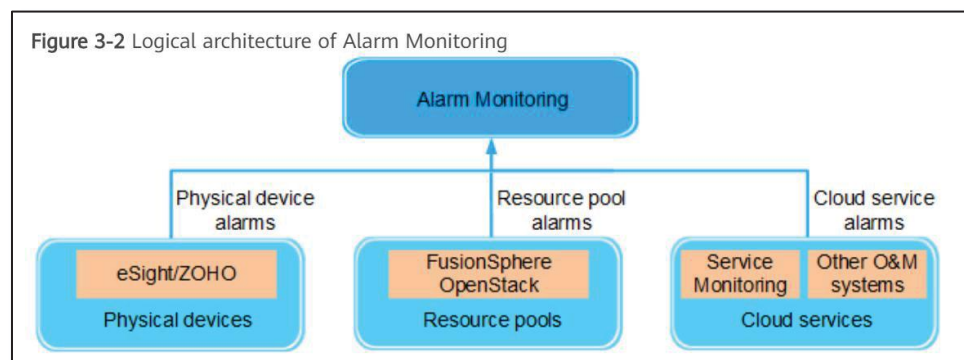 Figure 3-2 Logical architecture of Alarm Monitoring
Alarm Monitoring
Physical device
alarms
Resource pool
alarms
Cloud service
alarms
eSight/ZOHO
Physical devices
FusionSphere
OpenStack
Resource pools
Service
Monitoring
Other O&M
systems
Cloud services